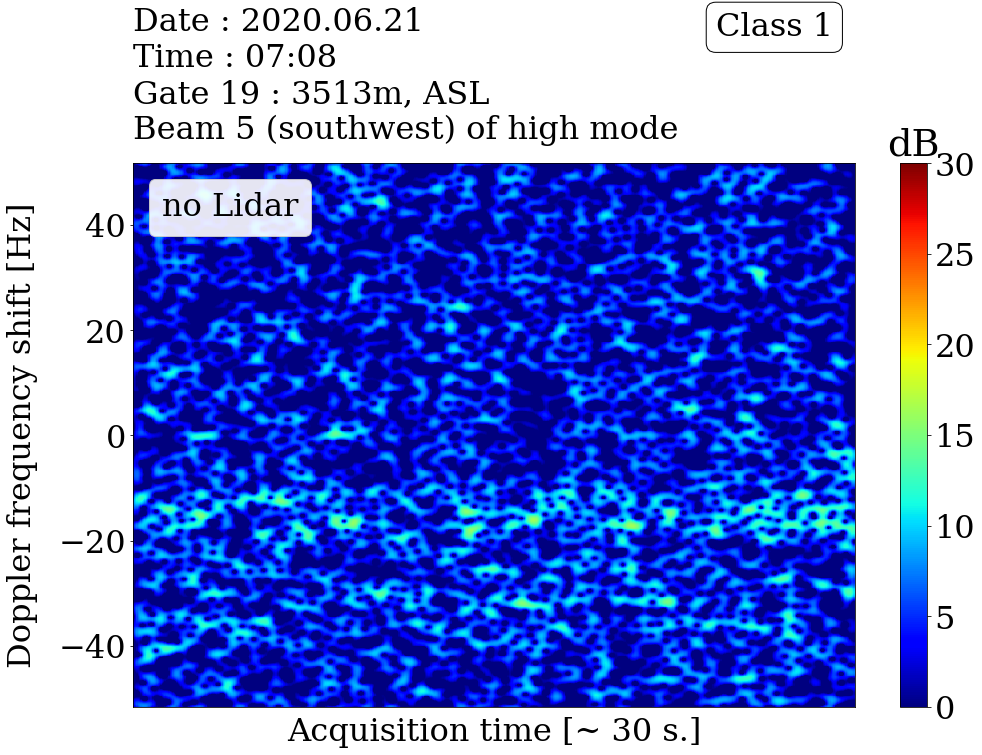 Date : 2020.06.21
Time : 07:08
Gate 19 : 3513m, ASL
Beam 5 (southwest) of high mode
Class 1
dB
no Lidar
Doppler frequency shift [Hz]
40
20
0
−20
−40
30
25
20
15
10
5
0
Acquisition time [~ 30 s.]